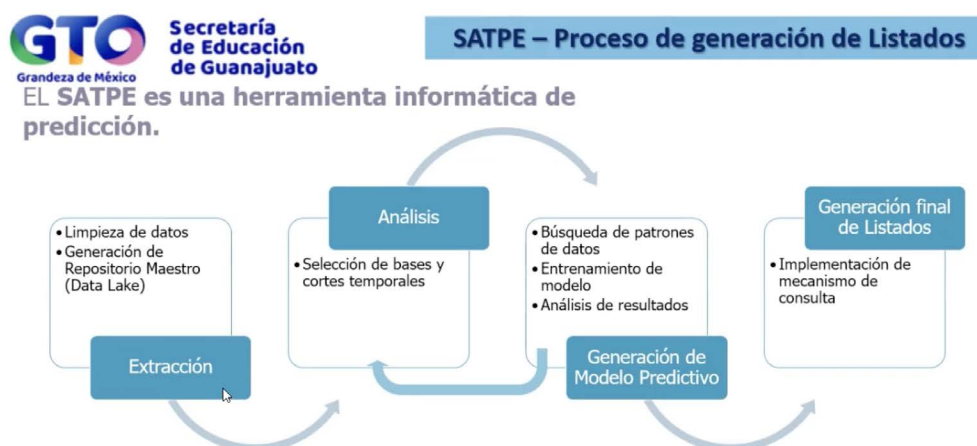 GTO
Grandeza de México
Secretaría
de Educación
de Guanajuato
SATPE – Proceso de generación de Listados
EL SATPE es una herramienta informática de
predicción.
• Limpieza de datos
• Generación de
Repositorio Maestro
(Data Lake)
Extracción
Análisis
• Selección de bases y
cortes temporales
• Búsqueda de patrones
de datos
• Entrenamiento de
modelo
• Análisis de resultados
Generación de
Modelo Predictivo
Generación final
de Listados
• Implementación de
mecanismo de
consulta